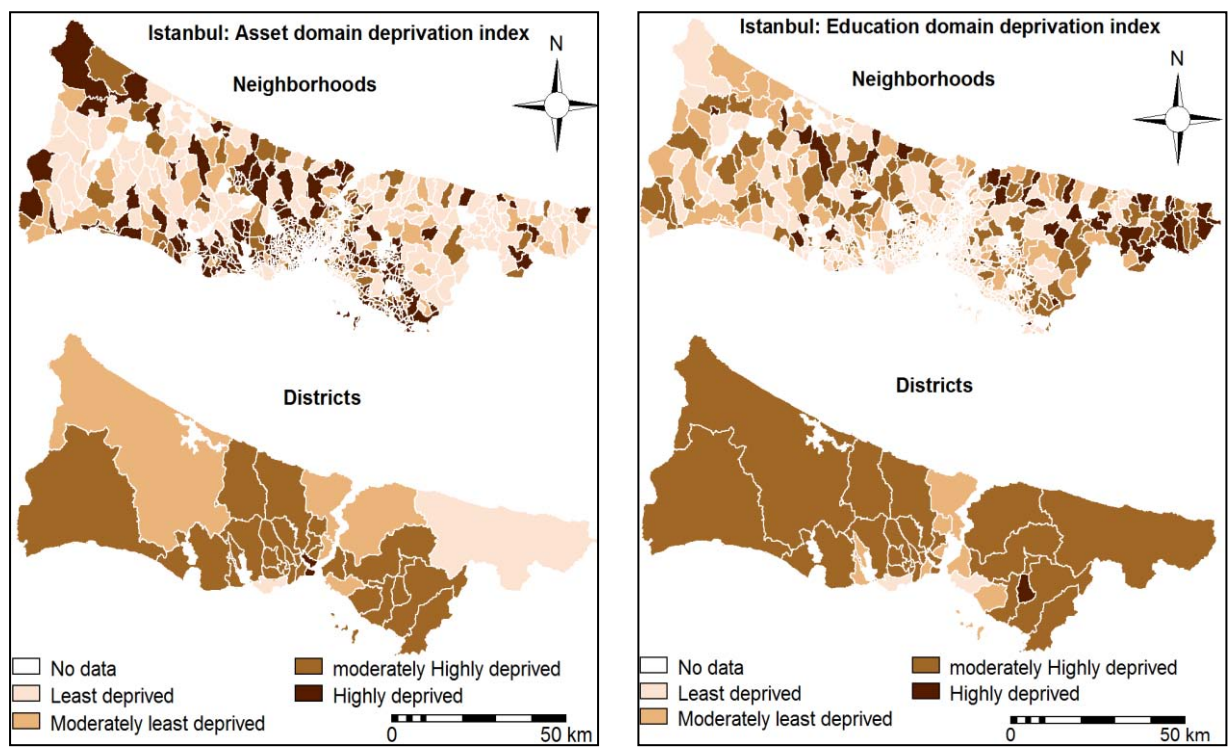 Istanbul: Asset domain deprivation index
N
Neighborhoods
Districts
No data
Least deprived
Moderately least deprived
moderately Highly deprived
Highly deprived
0 50 km
Istanbul: Education domain deprivation index
N
Neighborhoods
Districts
No data
Least deprived
Moderately least deprived
moderately Highly deprived
Highly deprived
0 50 km